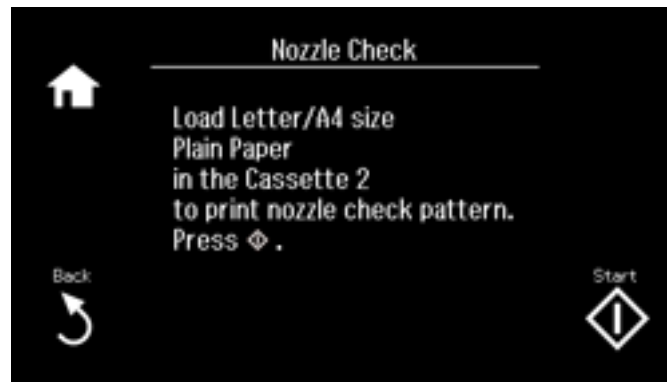 Nozzle Check
Load Letter/A4 size
Plain Paper
in the Cassette 2
to print nozzle check pattern.
Press .
Back
Start